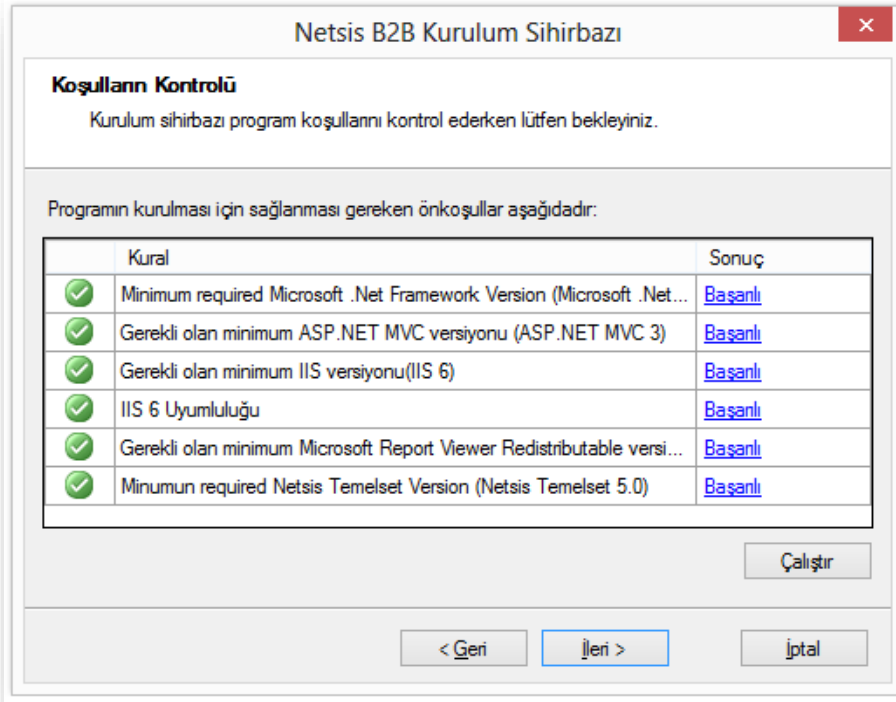 Netsis B2B Kurulum Sihirbazı
Koşulların Kontrolü
Kurulum sihirbazı program koşullarını kontrol ederken lütfen bekleyiniz.
Programın kurulması için sağlanması gereken önkoşullar aşağıdadır:
Kural Sonuç
Minimum required Microsoft .Net Framework Version (Microsoft .Net... Başarılı
Gerekli olan minimum ASP.NET MVC versiyonu (ASP.NET MVC 3) Başarılı
Gerekli olan minimum IIS versiyonu(IIS 6) Başarılı
IIS 6 Uyumluluğu Başarılı
Gerekli olan minimum Microsoft Report Viewer Redistributable versi... Başarılı
Minumun required Netsis Temelset Version (Netsis Temelset 5.0) Başarılı
Çalıştır
< Geri İleri > İptal